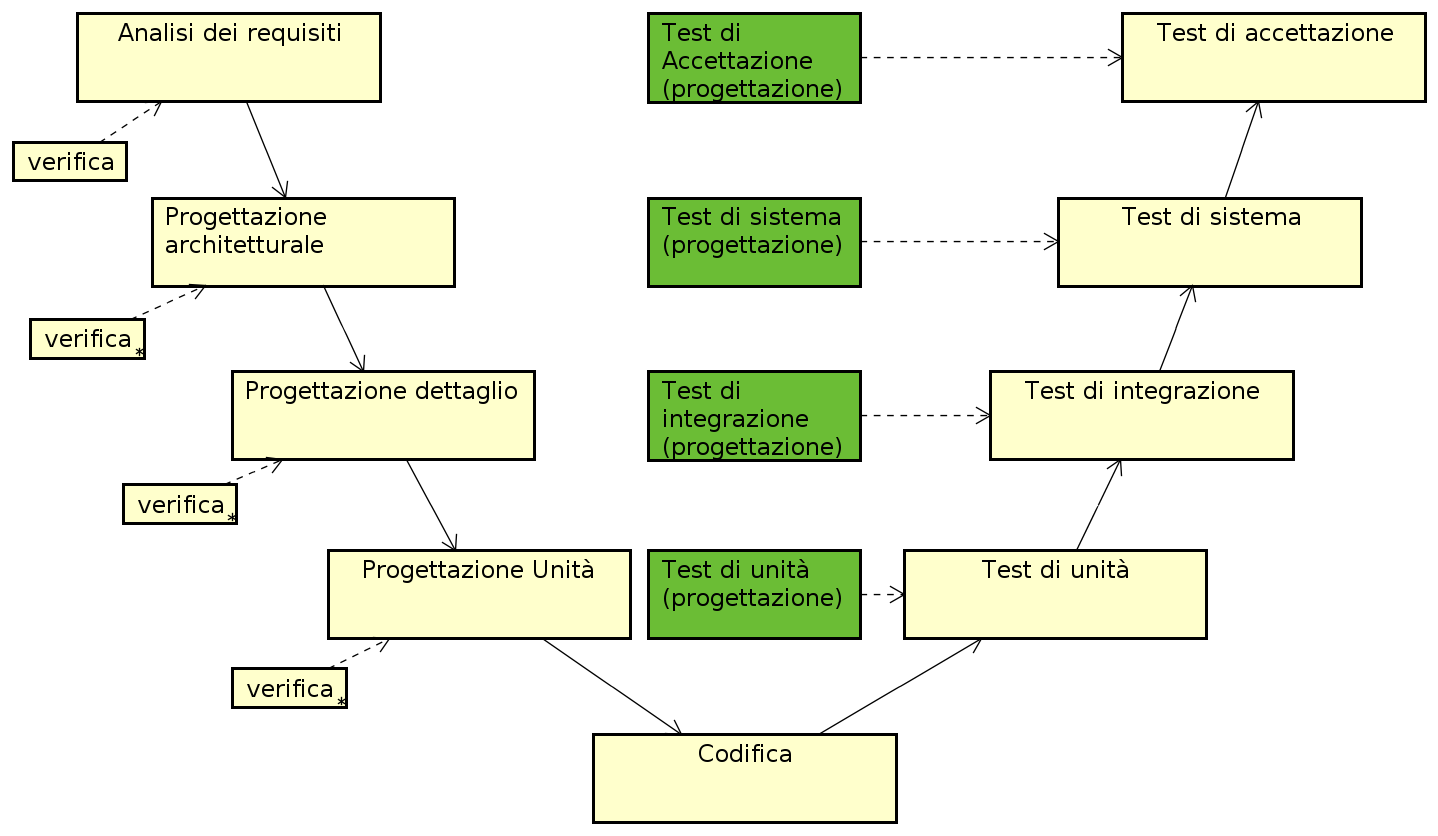 Analisi dei requisiti
Test di
Accettazione
(progettazione)
Test di accettazione
verifica
Progettazione
architetturale
Test di sistema
(progettazione)
Test di sistema
verifica*
Progettazione dettaglio
Test di
integrazione
(progettazione)
Test di integrazione
verifica*
Progettazione Unità
Test di unità
(progettazione)
Test di unità
verifica*
Codifica